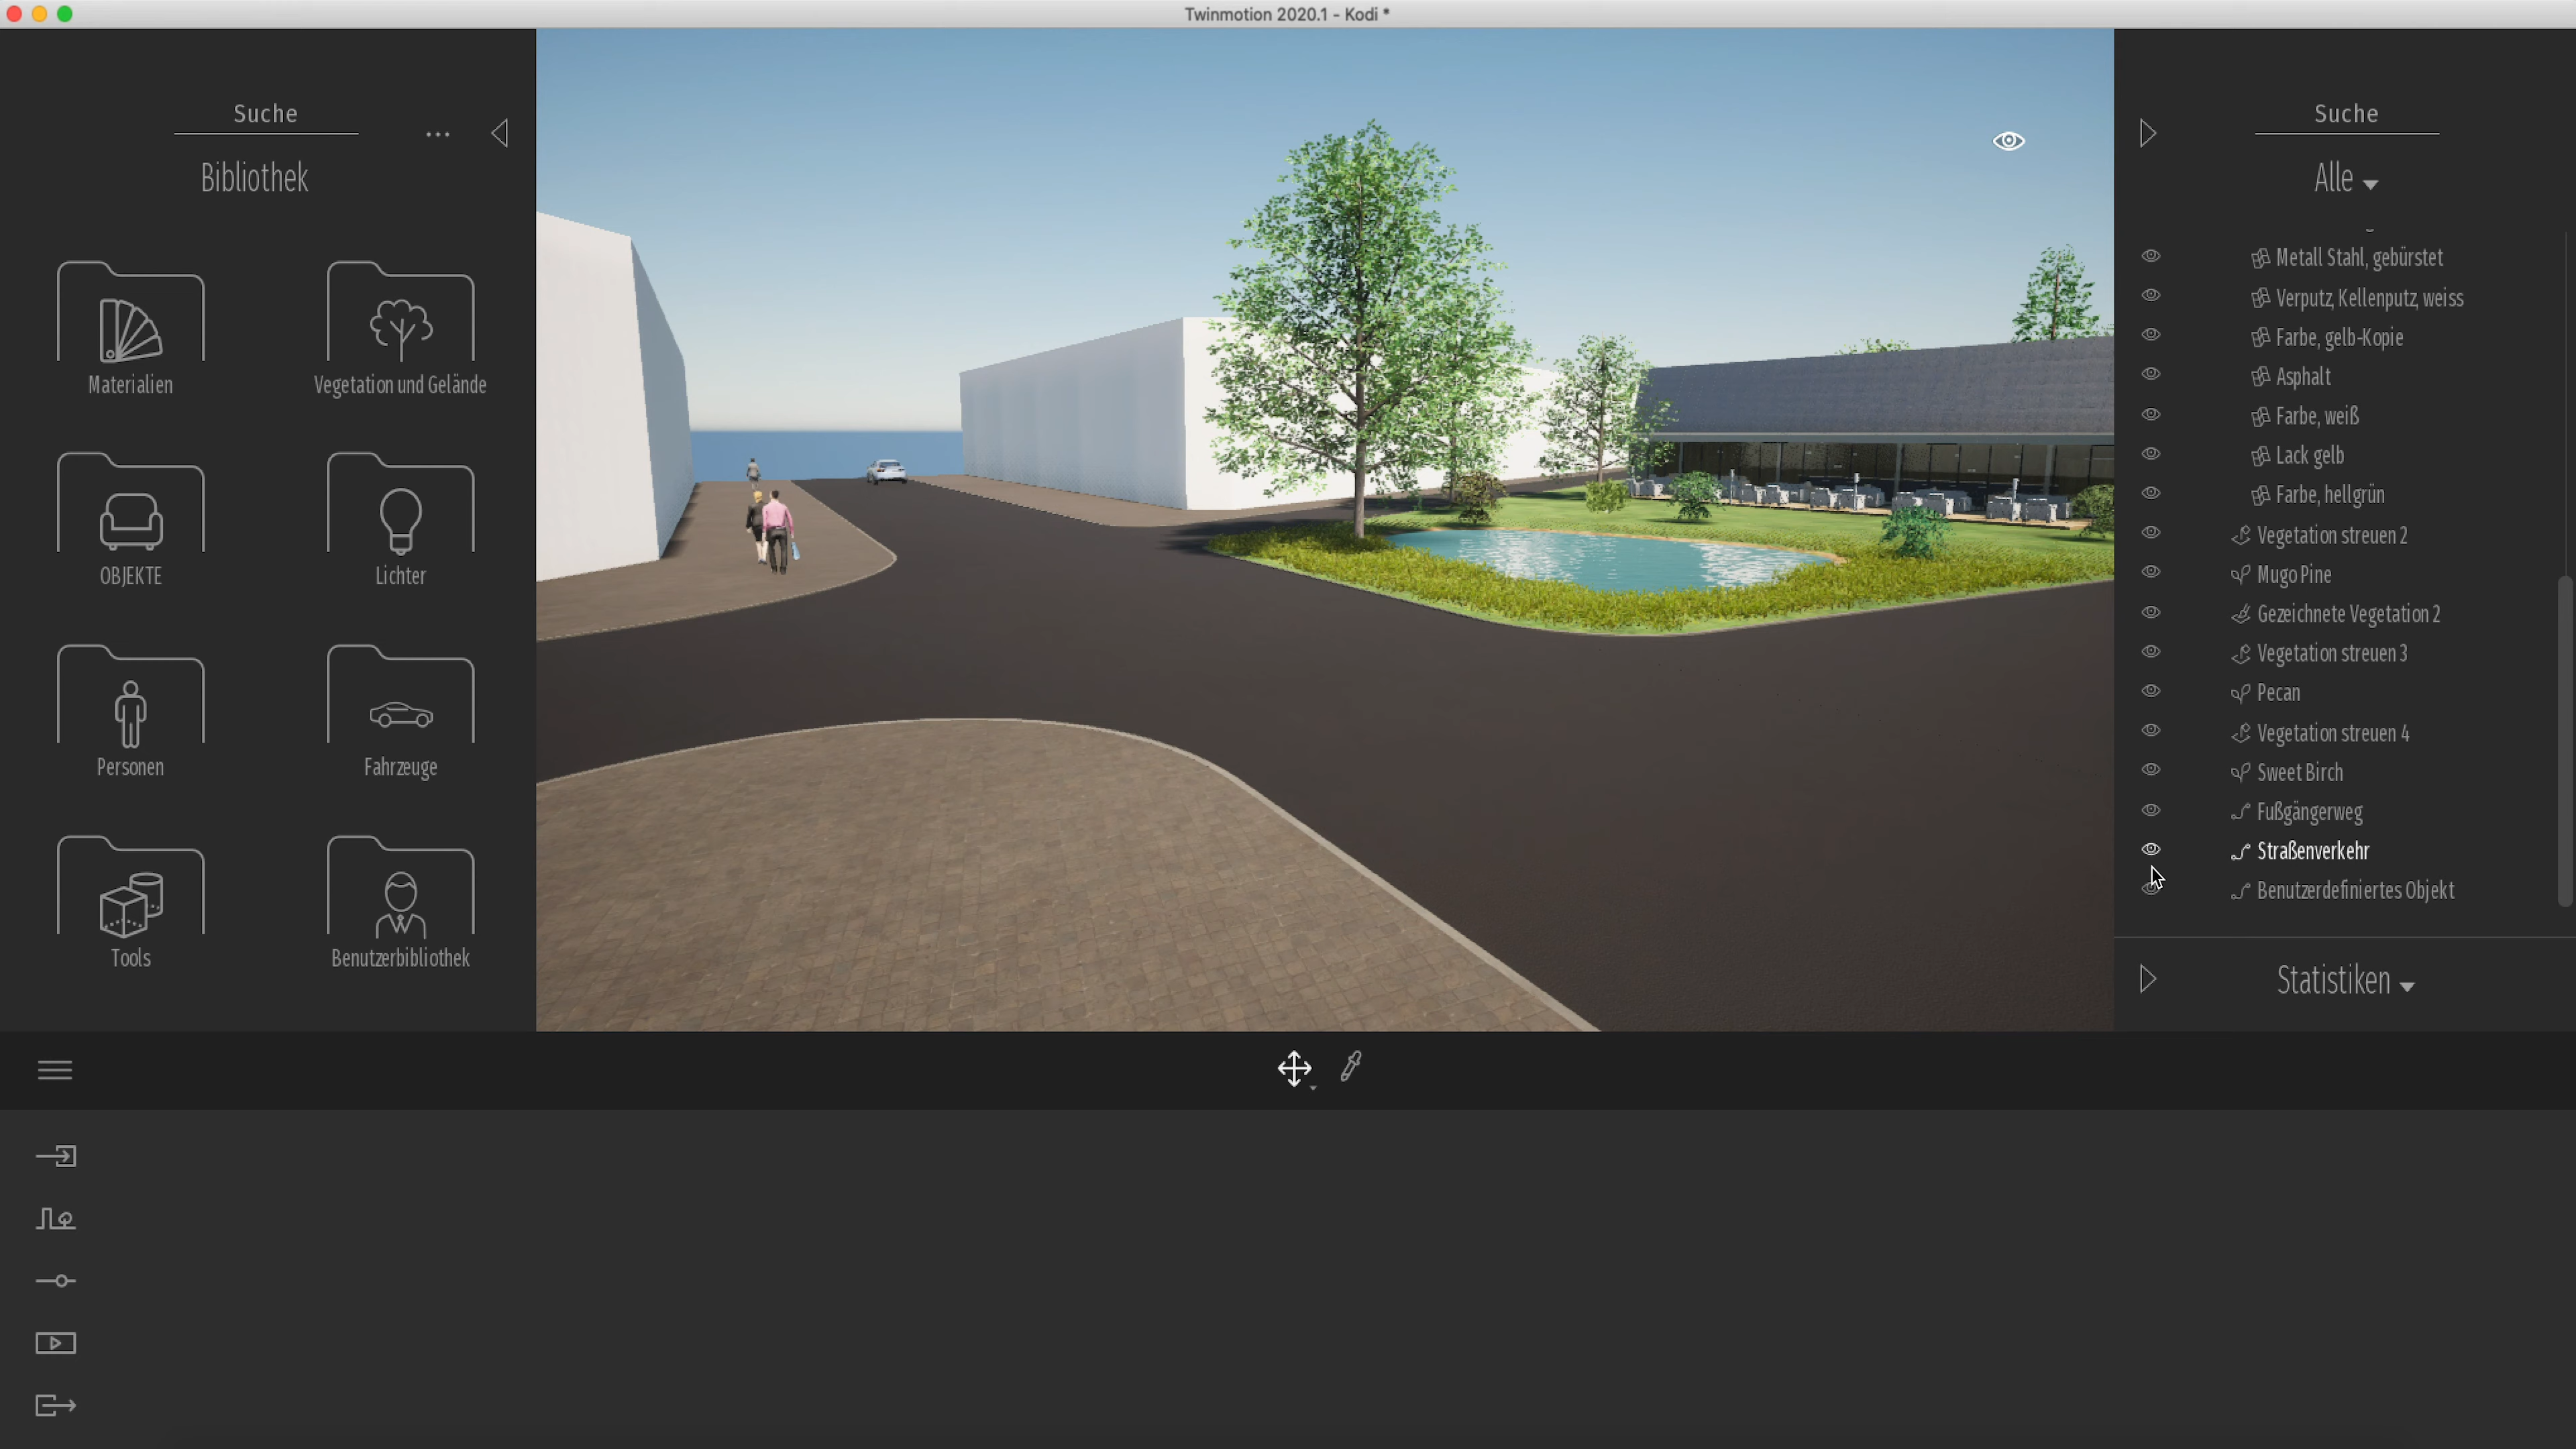 Twinmotion 2020.1 - Kodi *
Suche
Bibliothek
Materialien
Vegetation und Gelände
OBJEKTE
Lichter
Personen
Fahrzeuge
Tools
Benutzerbibliothek
Suche
Alle
Metall Stahl, gebürstet
Verputz, Kellenputz, weiss
Farbe, gelb-Kopie
Asphalt
Farbe, weiß
Lack gelb
Farbe, hellgrün
Vegetation streuen 2
Mugo Pine
Gezeichnete Vegetation 2
Vegetation streuen 3
Pecan
Vegetation streuen 4
Sweet Birch
Fußgängerweg
Straßenverkehr
Benutzerdefiniertes Objekt
Statistiken